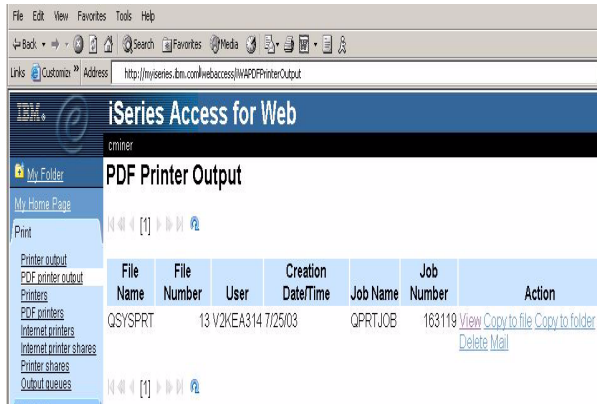 File Edit View Favorites Tools Help
Back Search Favorites Media
Links Customize Address http://myiseries.ibm.com/webaccess/iWAPDFPrinterOutput
IBM. e iSeries Access for Web
cminer
My Folder
PDF Printer Output
My Home Page
Print
[1]
Printer output
PDF printer output
Printers
PDF printers
Internet printers
Internet printer shares
Printer shares
Output queues
File Name File Number User Creation Date/Time Job Name Job Number Action
QSYSPRT 13 V2KEA314 7/25/03 QPRTJOB 163119 View Copy to file Copy to folder
Delete Mail
[1]